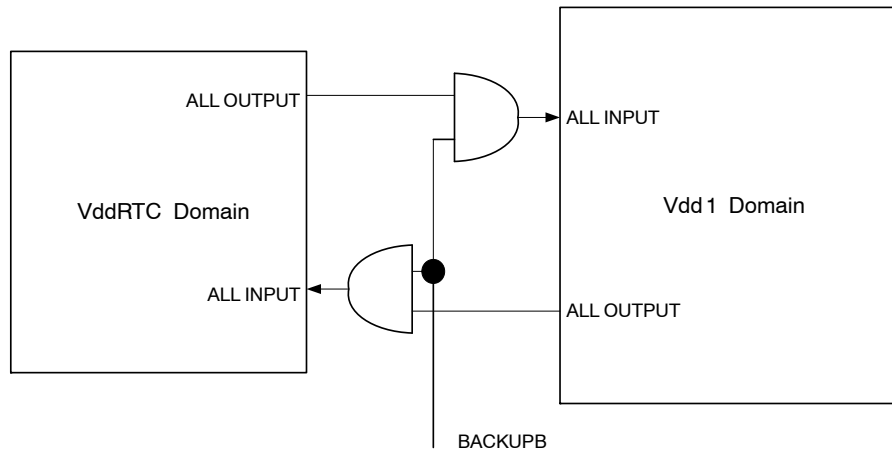 ALL OUTPUT
ALL INPUT
VddRTC Domain
Vdd1 Domain
ALL INPUT
ALL OUTPUT
BACKUPB